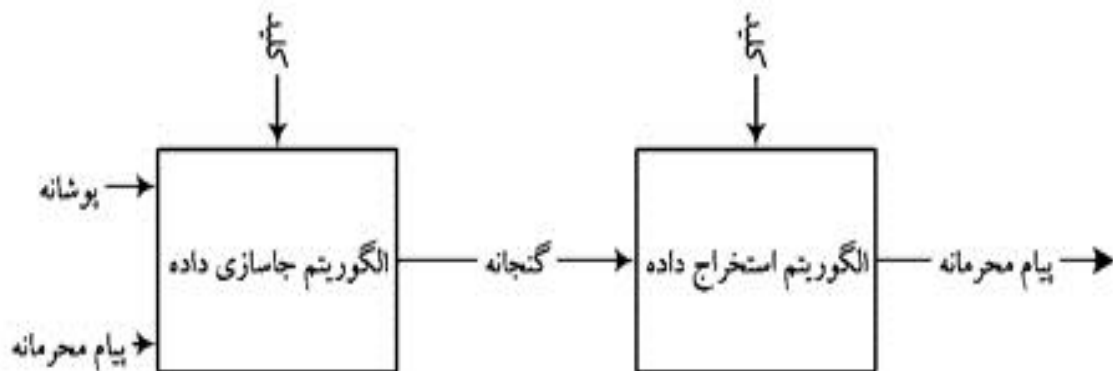 کلید
کلید
پوشانه
الگوریتم جاسازی داده
گنجانه
الگوریتم استخراج داده
پیام محرمانه
پیام محرمانه